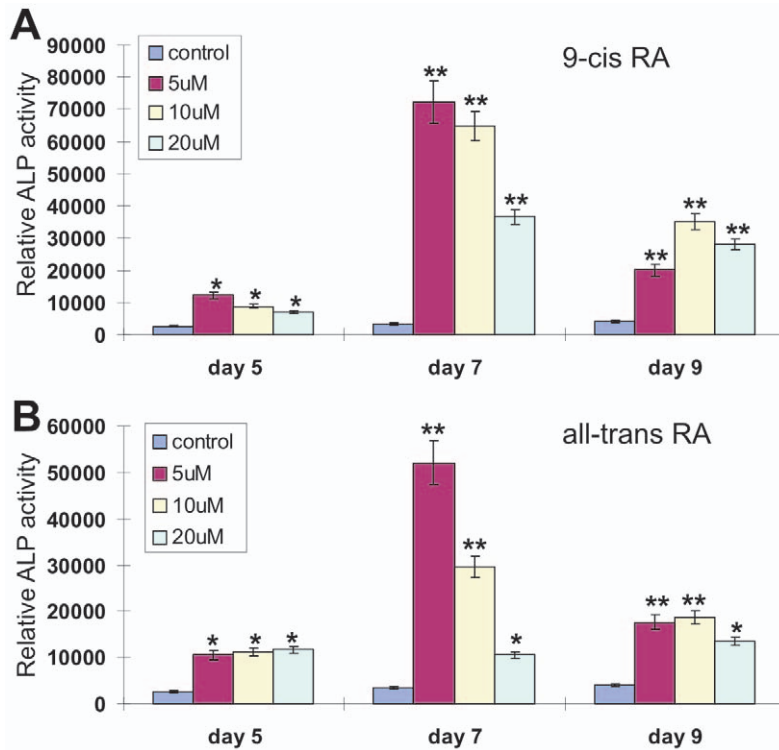 A
9-cis RA
control
5uM
10uM
20uM
Relative ALP activity
90000
80000
70000
60000
50000
40000
30000
20000
10000
0
* * *
** ** **
** ** **
day 5 day 7 day 9
B
all-trans RA
control
5uM
10uM
20uM
Relative ALP activity
60000
50000
40000
30000
20000
10000
0
* * *
** ** *
** ** *
day 5 day 7 day 9